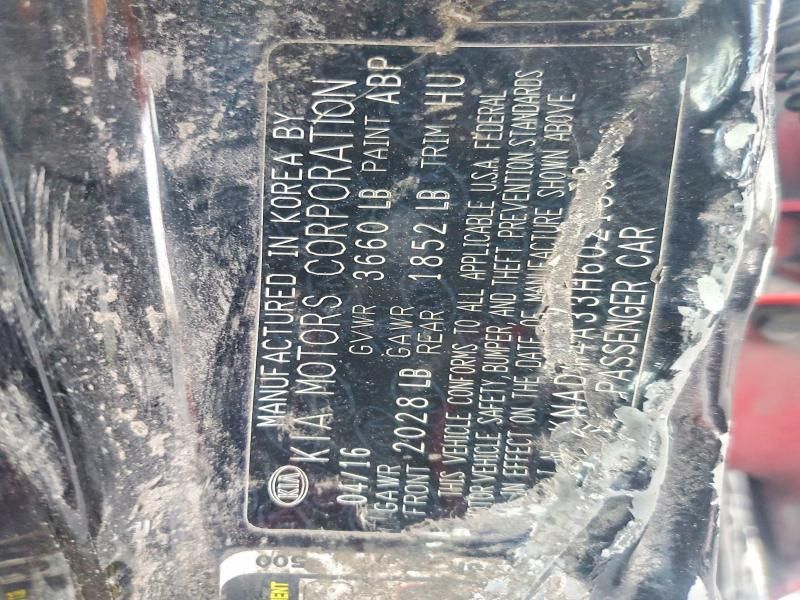 MANUFACTURED IN KOREA BY
KIA KIA MOTORS CORPORATION
04/16 GVWR 3660 LB PAINT ABP
GAWR GAWR
FRONT 2028 LB REAR 1852 LB TRIM HU
THIS VEHICLE CONFORMS TO ALL APPLICABLE U.S.A. FEDERAL
VEHICLE SAFETY, BUMPER, AND THEFT PREVENTION STANDARDS
IN EFFECT ON THE DATE OF MANUFACTURE SHOWN ABOVE
PASSENGER CAR
500